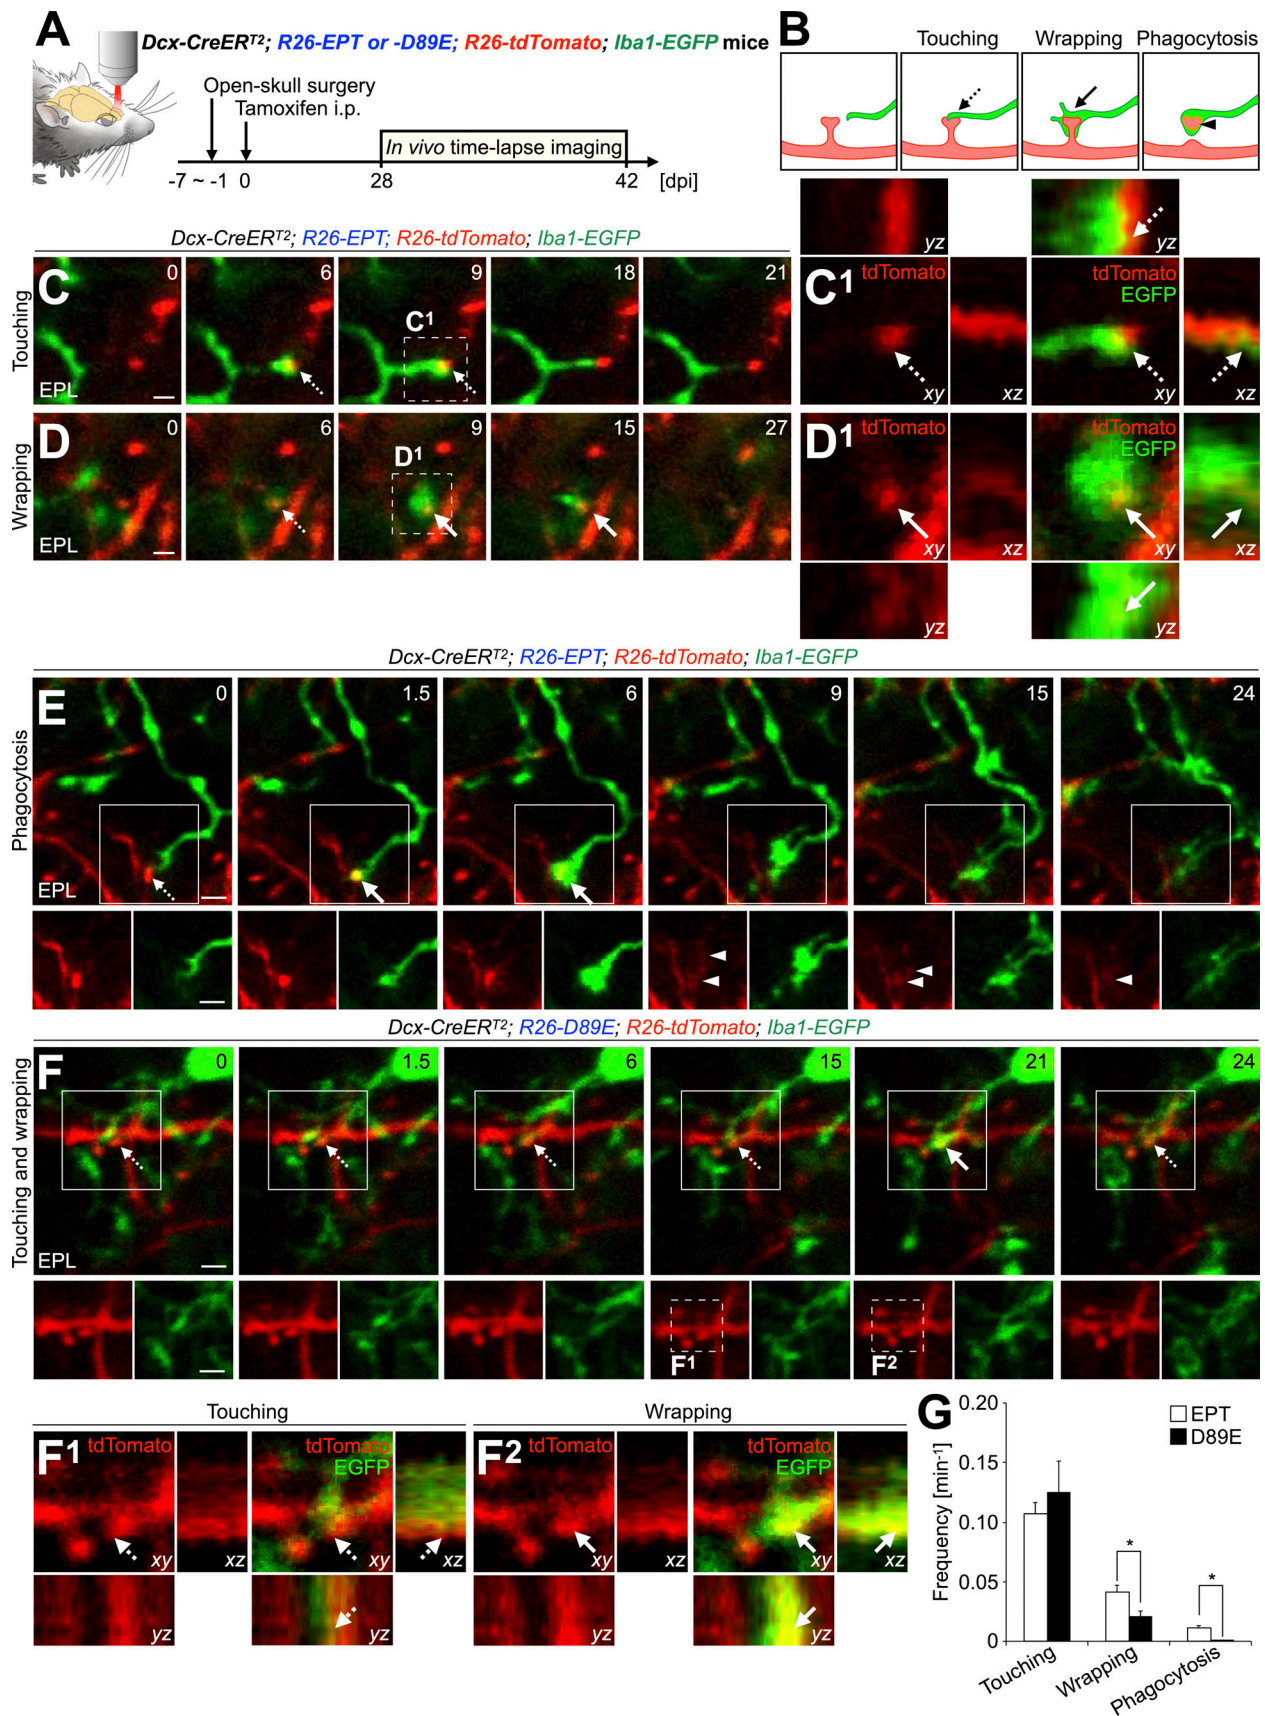 A
Dcx-CreERT2; R26-EPT or -D89E; R26-tdTomato; Iba1-EGFP mice
Open-skull surgery
Tamoxifen i.p.
In vivo time-lapse imaging
-7 ~ -1 0 28 42 [dpi]
B
Touching Wrapping Phagocytosis
Dcx-CreERT2; R26-EPT; R26-tdTomato; Iba1-EGFP
Touching
C 0 6 9 18 21
C1
EPL
Wrapping
D 0 6 9 15 27
D1
EPL
yz yz
C1 tdTomato tdTomato
EGFP
xy xz xy xz
D1 tdTomato tdTomato
EGFP
xy xz xy xz
yz yz
Dcx-CreERT2; R26-EPT; R26-tdTomato; Iba1-EGFP
Phagocytosis
E 0 1.5 6 9 15 24
EPL
Dcx-CreERT2; R26-D89E; R26-tdTomato; Iba1-EGFP
Touching and wrapping
F 0 1.5 6 15 21 24
EPL
F1 F2
Touching Wrapping
F1 tdTomato tdTomato
EGFP
xy xz xy xz
yz yz
F2 tdTomato tdTomato
EGFP
xy xz xy xz
yz yz
G
Frequency [min-1]
0.20
0.15
0.10
0.05
0
EPT
D89E
* *
Touching Wrapping Phagocytosis